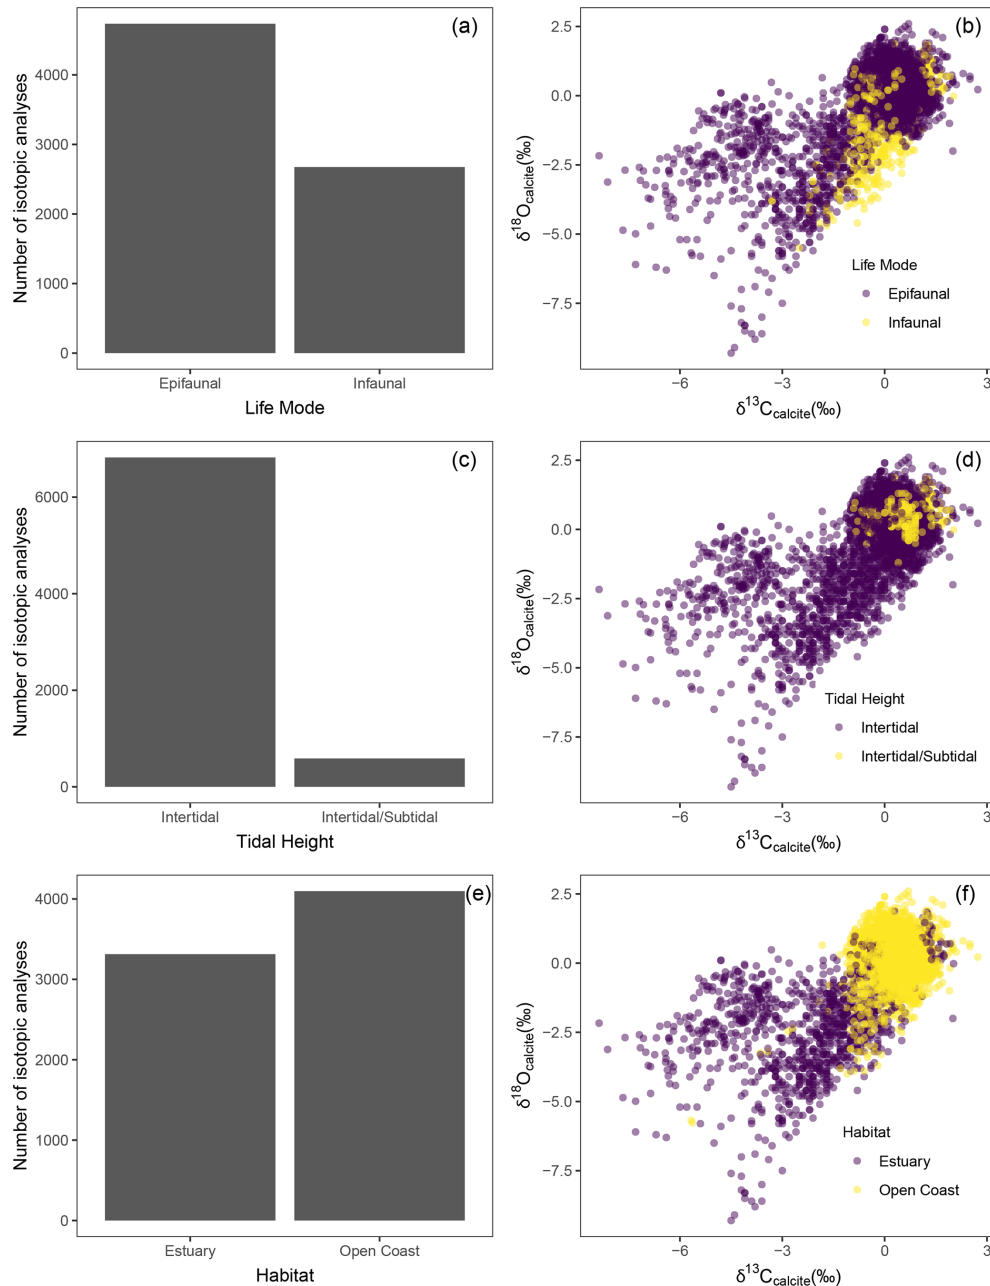 (a)
Number of isotopic analyses
4000
3000
2000
1000
0
Epifaunal Infaunal
Life Mode
(b)
δ18Ocalcite(‰)
2.5
0.0
−2.5
−5.0
−7.5
Life Mode
Epifaunal
Infaunal
−6 −3 0 3
δ13Ccalcite(‰)
(c)
Number of isotopic analyses
6000
4000
2000
0
Intertidal Intertidal/Subtidal
Tidal Height
(d)
δ18Ocalcite(‰)
2.5
0.0
−2.5
−5.0
−7.5
Tidal Height
Intertidal
Intertidal/Subtidal
−6 −3 0 3
δ13Ccalcite(‰)
(e)
Number of isotopic analyses
4000
3000
2000
1000
0
Estuary Open Coast
Habitat
(f)
δ18Ocalcite(‰)
2.5
0.0
−2.5
−5.0
−7.5
Habitat
Estuary
Open Coast
−6 −3 0 3
δ13Ccalcite(‰)